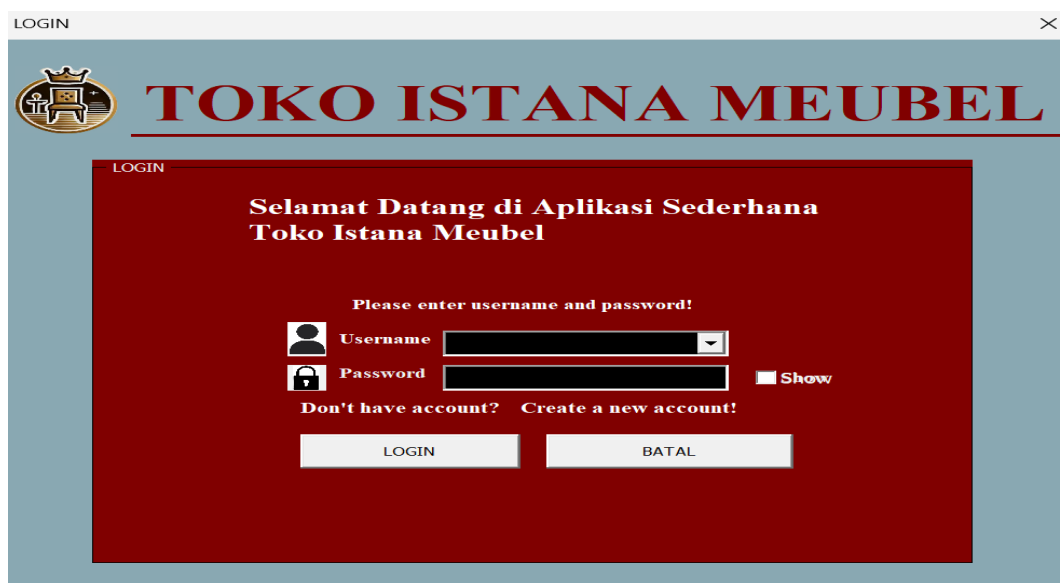 LOGIN
TOKO ISTANA MEUBEL
LOGIN
Selamat Datang di Aplikasi Sederhana
Toko Istana Meubel
Please enter username and password!
Username
Password
Show
Don't have account? Create a new account!
LOGIN BATAL